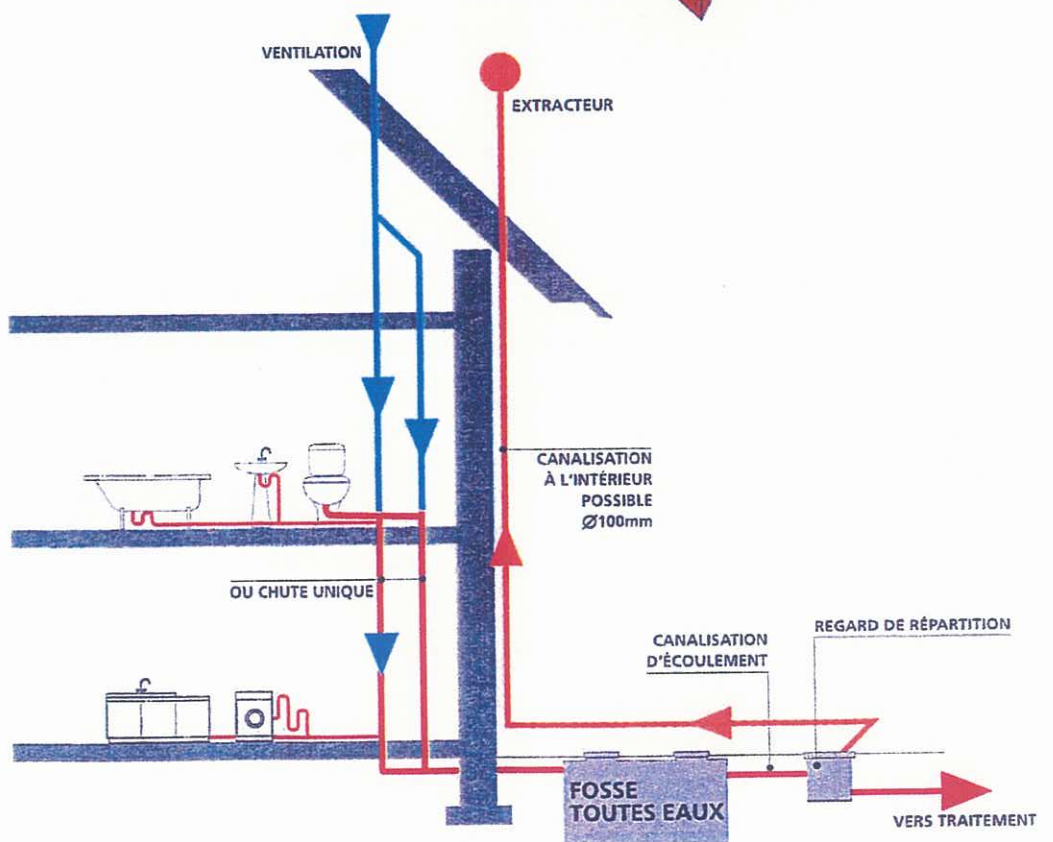 VENTILATION
EXTRACTEUR
CANALISATION
À L'INTÉRIEUR
POSSIBLE
Ø100mm
OU CHUTE UNIQUE
CANALISATION
D'ÉCOULEMENT
REGARD DE RÉPARTITION
FOSSE
TOUTES EAUX
VERS TRAITEMENT